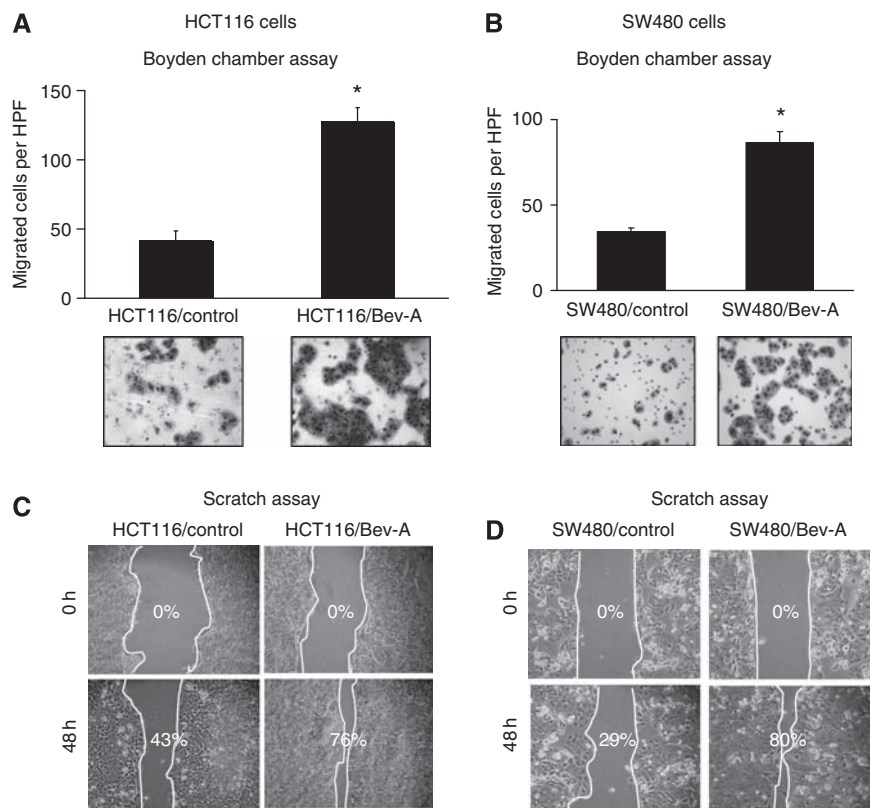 A
HCT116 cells
Boyden chamber assay
Migrated cells per HPF
150
100
50
0
*
HCT116/control
HCT116/Bev-A
B
SW480 cells
Boyden chamber assay
Migrated cells per HPF
100
50
0
*
SW480/control
SW480/Bev-A
C
Scratch assay
HCT116/control
HCT116/Bev-A
0 h
0%
0%
48 h
43%
76%
D
Scratch assay
SW480/control
SW480/Bev-A
0 h
0%
0%
48 h
29%
80%